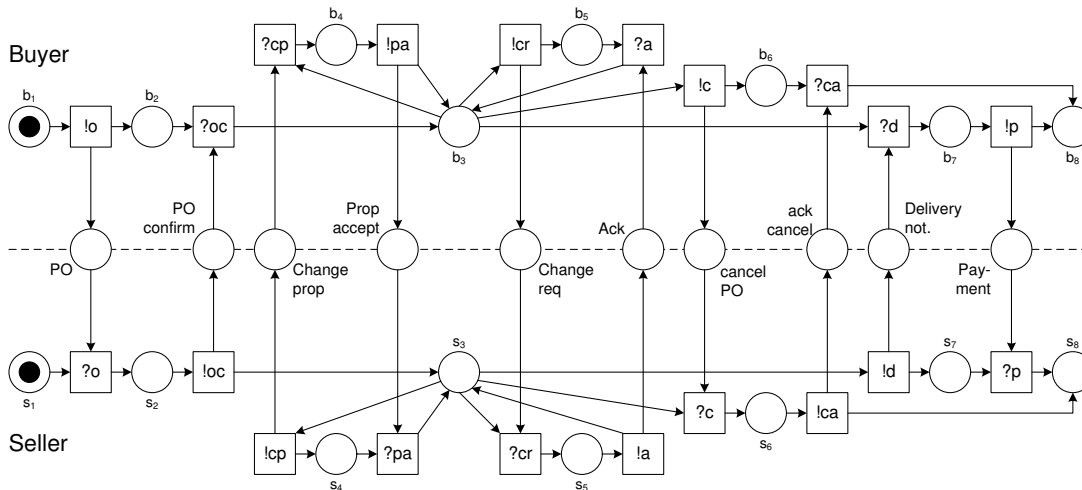 b4
b5
?cp
!pa
!cr
?a
Buyer
b6
!c
?ca
b1
b2
!o
?oc
b3
?d
b7
!p
b8
PO
confirm
Prop
accept
Ack
ack
cancel
Delivery
not.
PO
Change
prop
Change
req
cancel
PO
Pay-
ment
s3
s7
s8
?o
!oc
!d
?p
s1
s2
?c
!ca
s6
Seller
!cp
?pa
?cr
!a
s4
s5